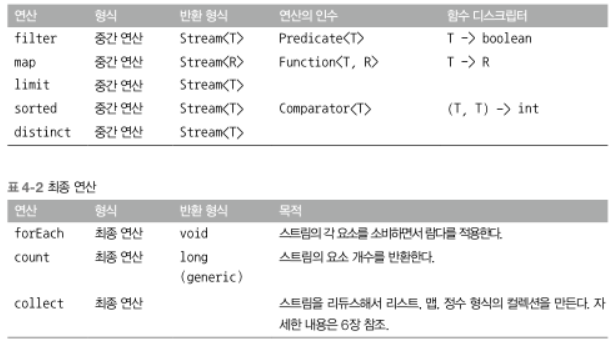 연산 형식 반환 형식 연산의 인수 함수 디스크립터
filter 중간 연산 Stream<T> Predicate<T> T -> boolean
map 중간 연산 Stream<R> Function<T, R> T -> R
limit 중간 연산 Stream<T>
sorted 중간 연산 Stream<T> Comparator<T> (T, T) -> int
distinct 중간 연산 Stream<T>
표 4-2 최종 연산
연산 형식 반환 형식 목적
forEach 최종 연산 void 스트림의 각 요소를 소비하면서 람다를 적용한다.
count 최종 연산 long 스트림의 요소 개수를 반환한다.
(generic)
collect 최종 연산 스트림을 리듀스해서 리스트, 맵, 정수 형식의 컬렉션을 만든다. 자
세한 내용은 6장 참조.